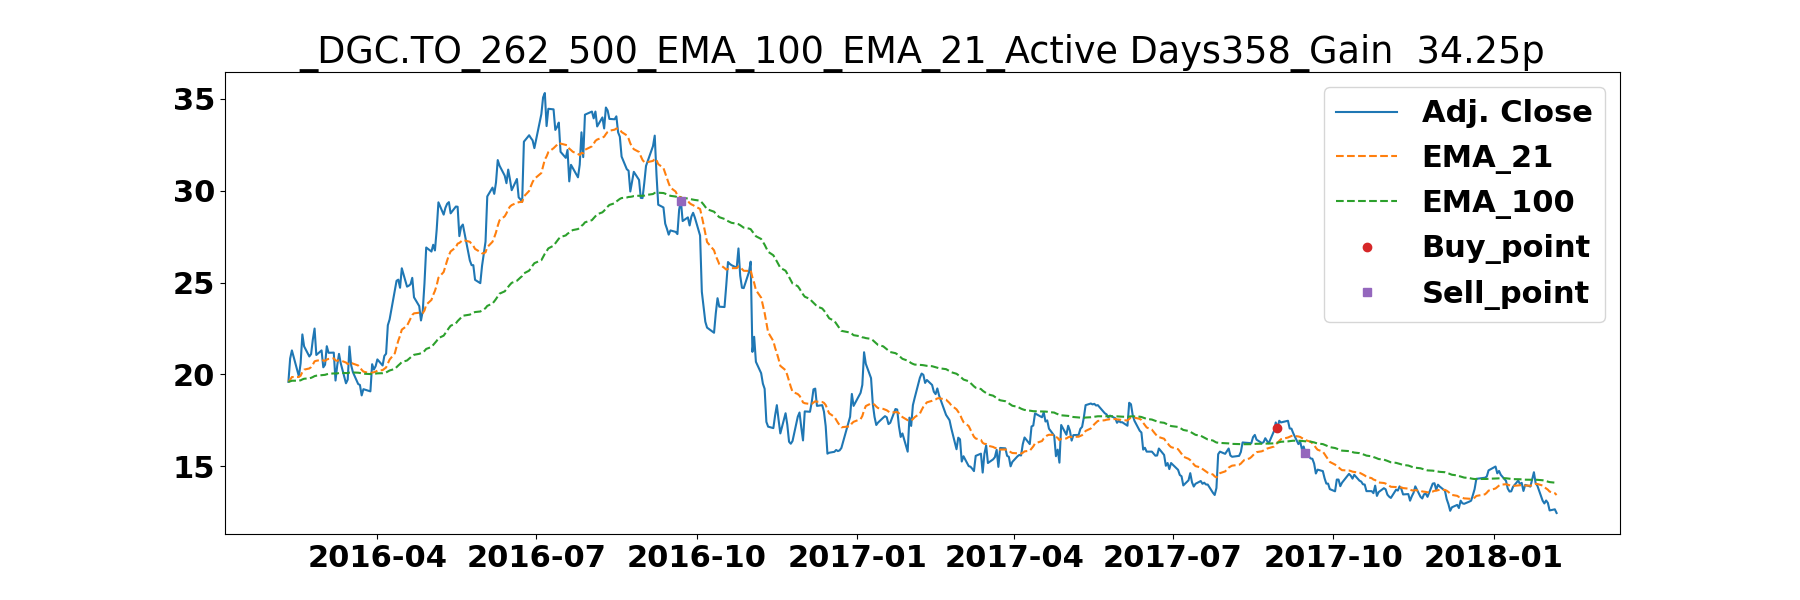 _DGC.TO_262_500_EMA_100_EMA_21_Active Days358_Gain  34.25p
35
30
25
20
15
Adj. Close
EMA_21
EMA_100
Buy_point
Sell_point
2016-04 2016-07 2016-10 2017-01 2017-04 2017-07 2017-10 2018-01